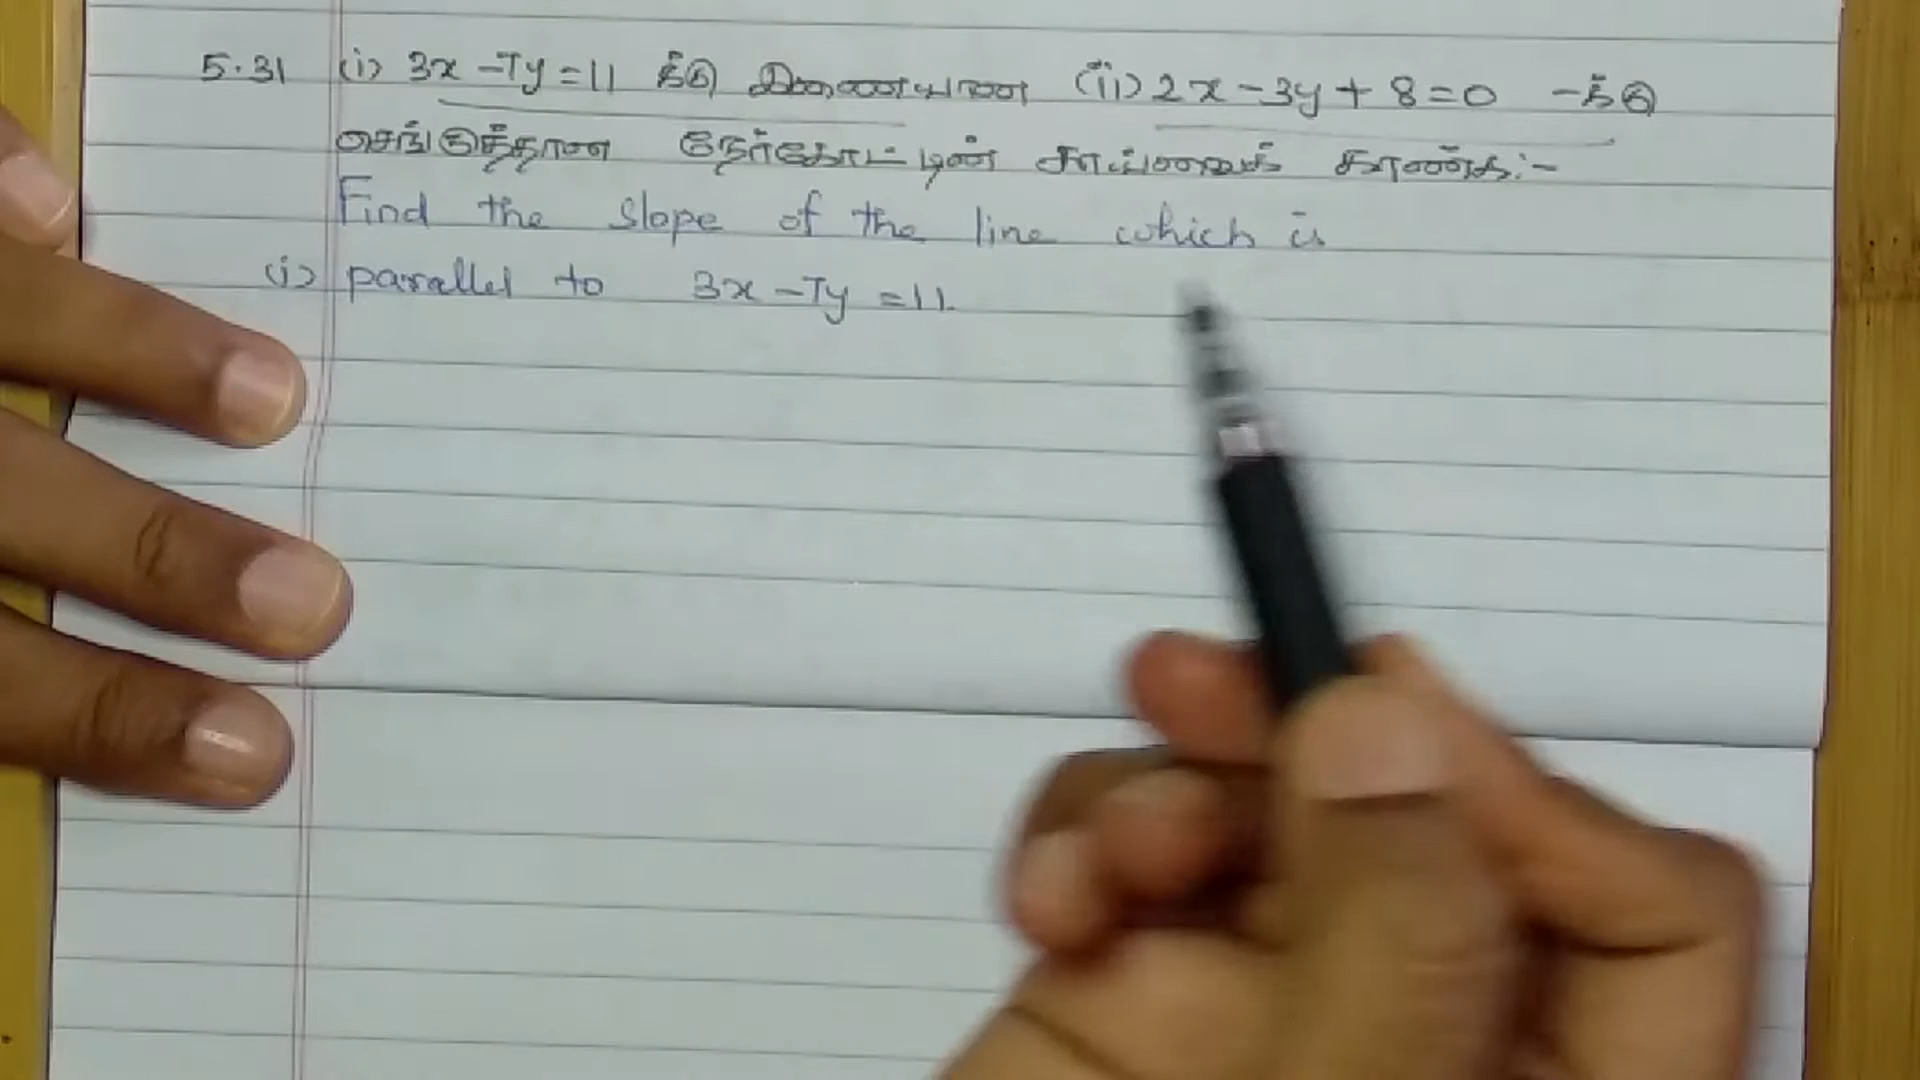 5.31 (i) 3x - 7y = 11 க்கு இணையான (ii) 2x - 3y + 8 = 0 - க்கு
செங்குத்தான நேர்கோட்டின் சாய்வைக் காண்க:-
Find the slope of the line which is
(i) parallel to 3x - 7y = 11.